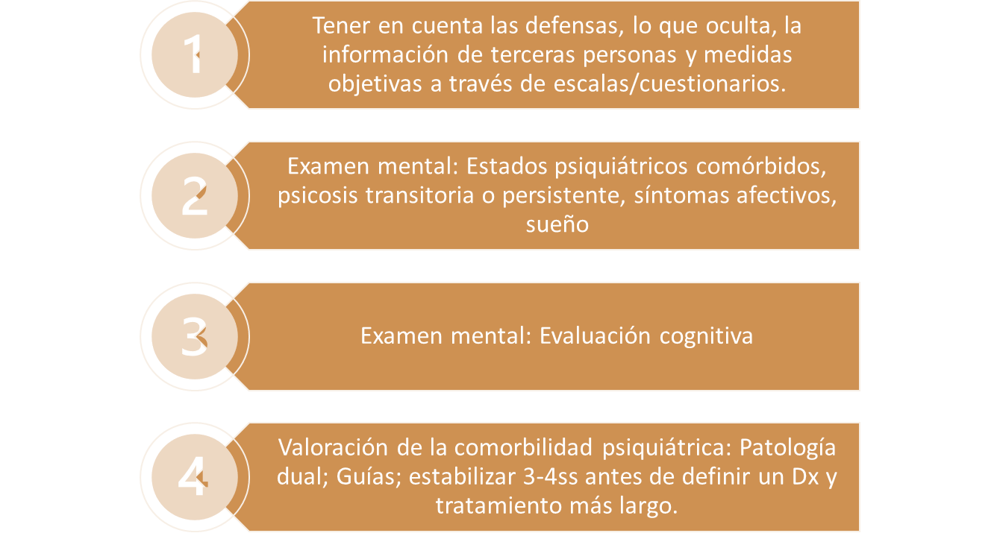 1
Tener en cuenta las defensas, lo que oculta, la
información de terceras personas y medidas
objetivas a través de escalas/cuestionarios.
2
Examen mental: Estados psiquiátricos comórbidos,
psicosis transitoria o persistente, síntomas afectivos,
sueño
3
Examen mental: Evaluación cognitiva
4
Valoración de la comorbilidad psiquiátrica: Patología
dual; Guías; estabilizar 3-4ss antes de definir un Dx y
tratamiento más largo.